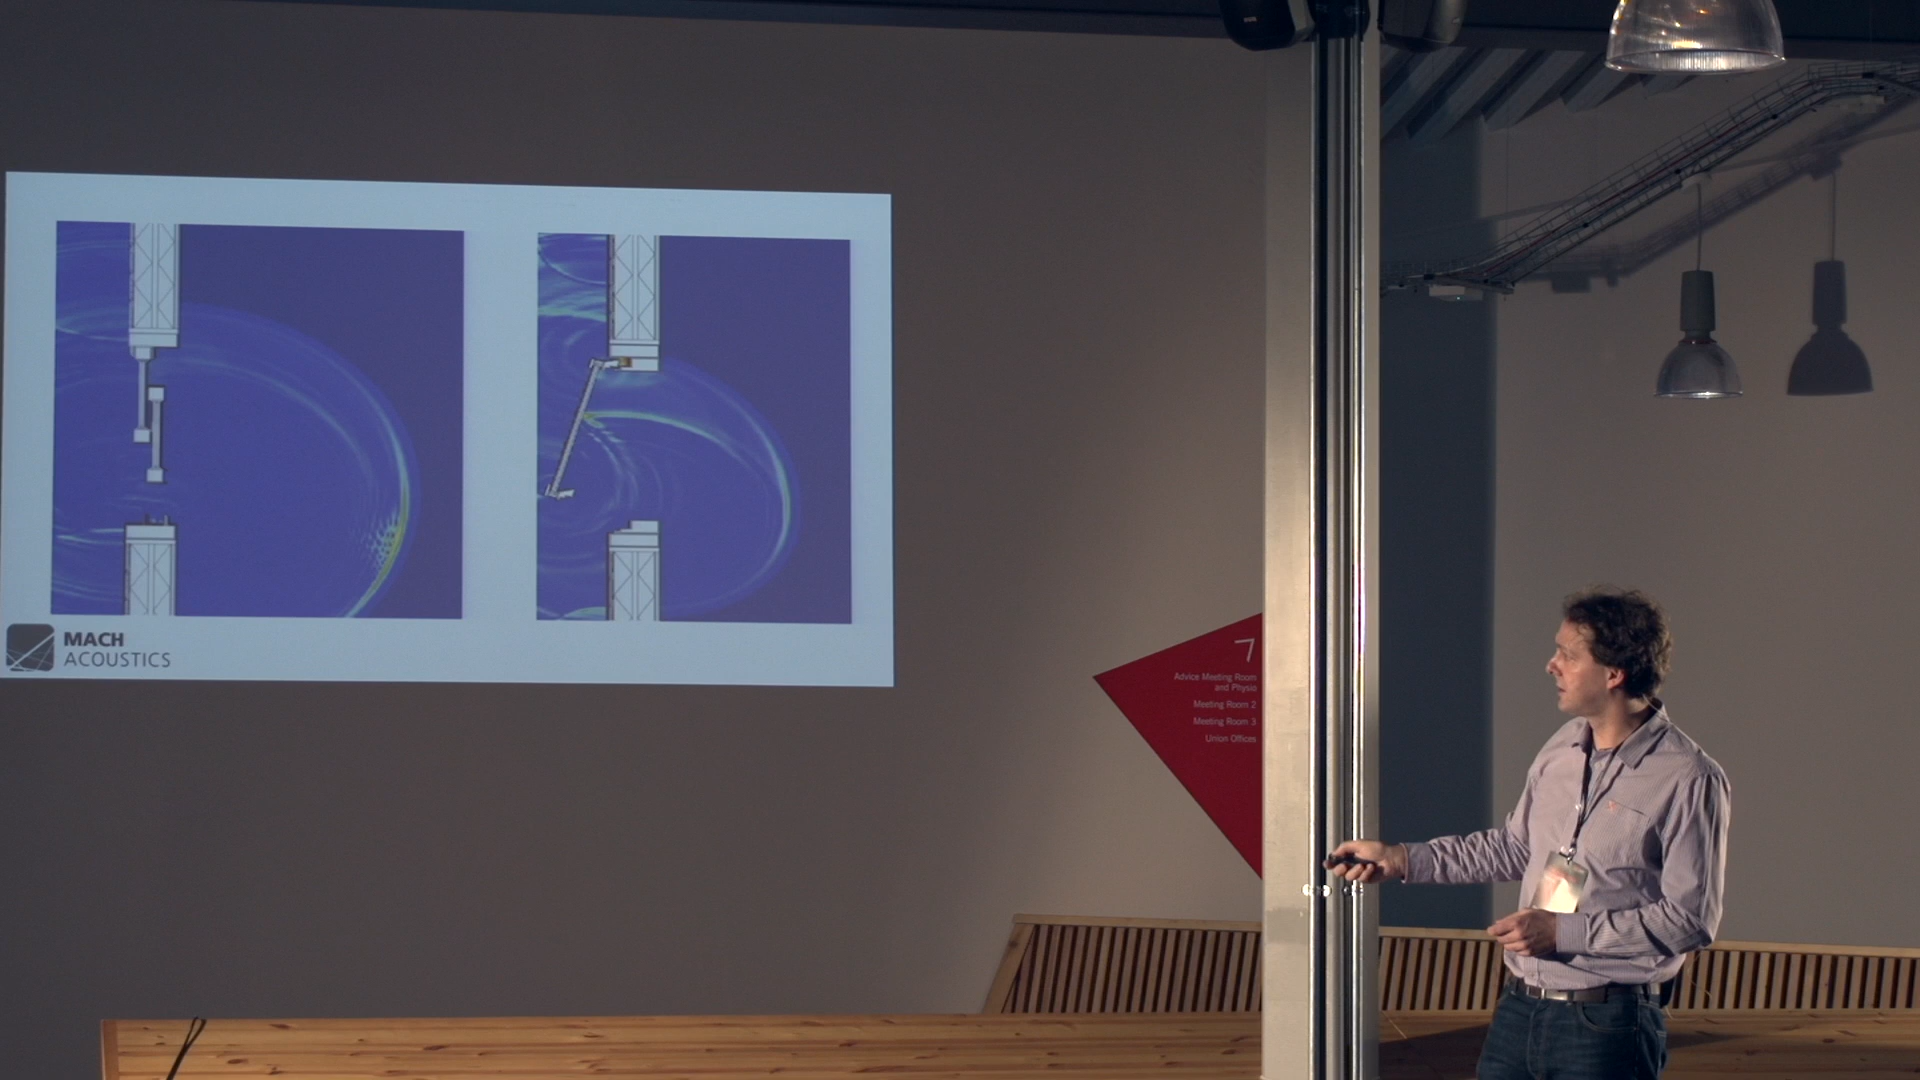 MACH
ACOUSTICS
Advice Meeting Room
and Physio
Meeting Room 2
Meeting Room 3
Union Offices